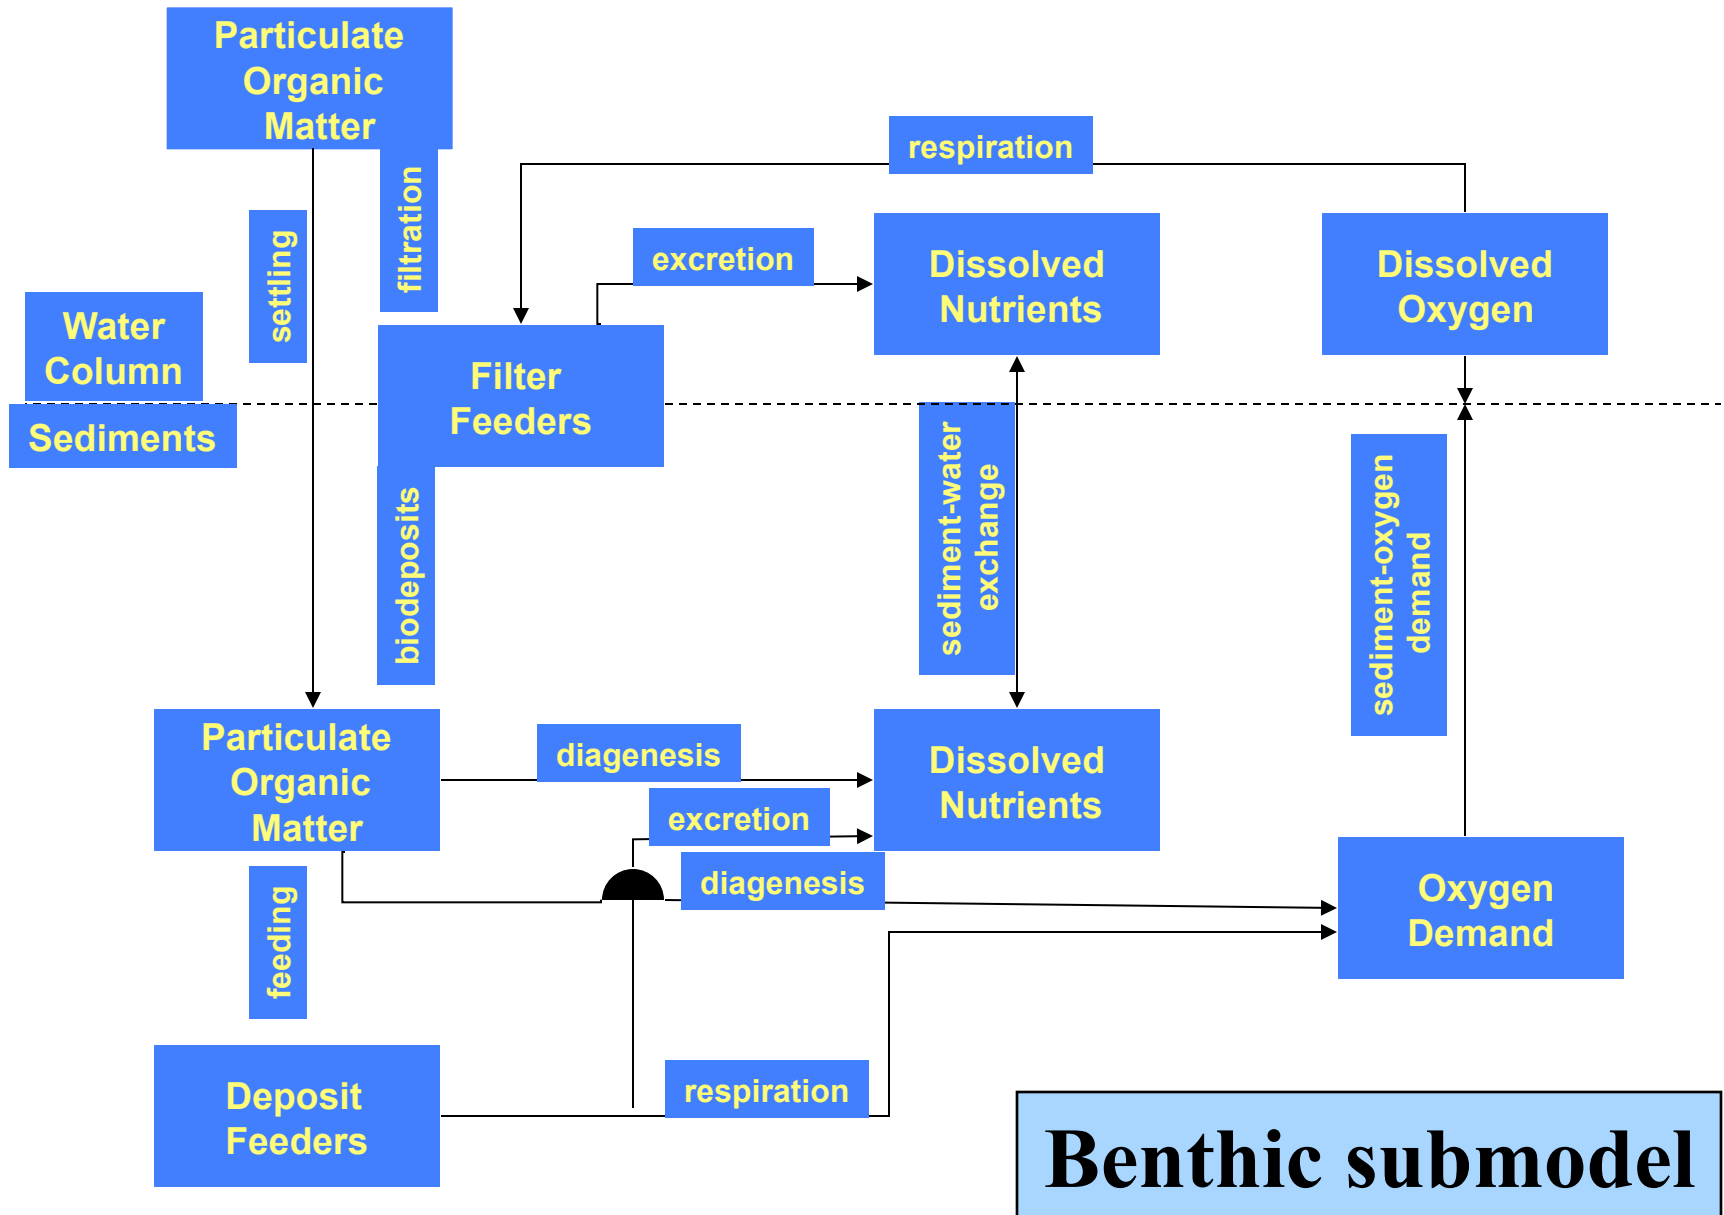 Particulate
Organic
Matter
filtration
settling
respiration
excretion
Dissolved
Nutrients
Dissolved
Oxygen
Water
Column
Sediments
Filter
Feeders
biodeposits
sediment-water
exchange
sediment-oxygen
demand
Particulate
Organic
Matter
diagenesis
Dissolved
Nutrients
excretion
diagenesis
Oxygen
Demand
feeding
Deposit
Feeders
respiration
Benthic submodel